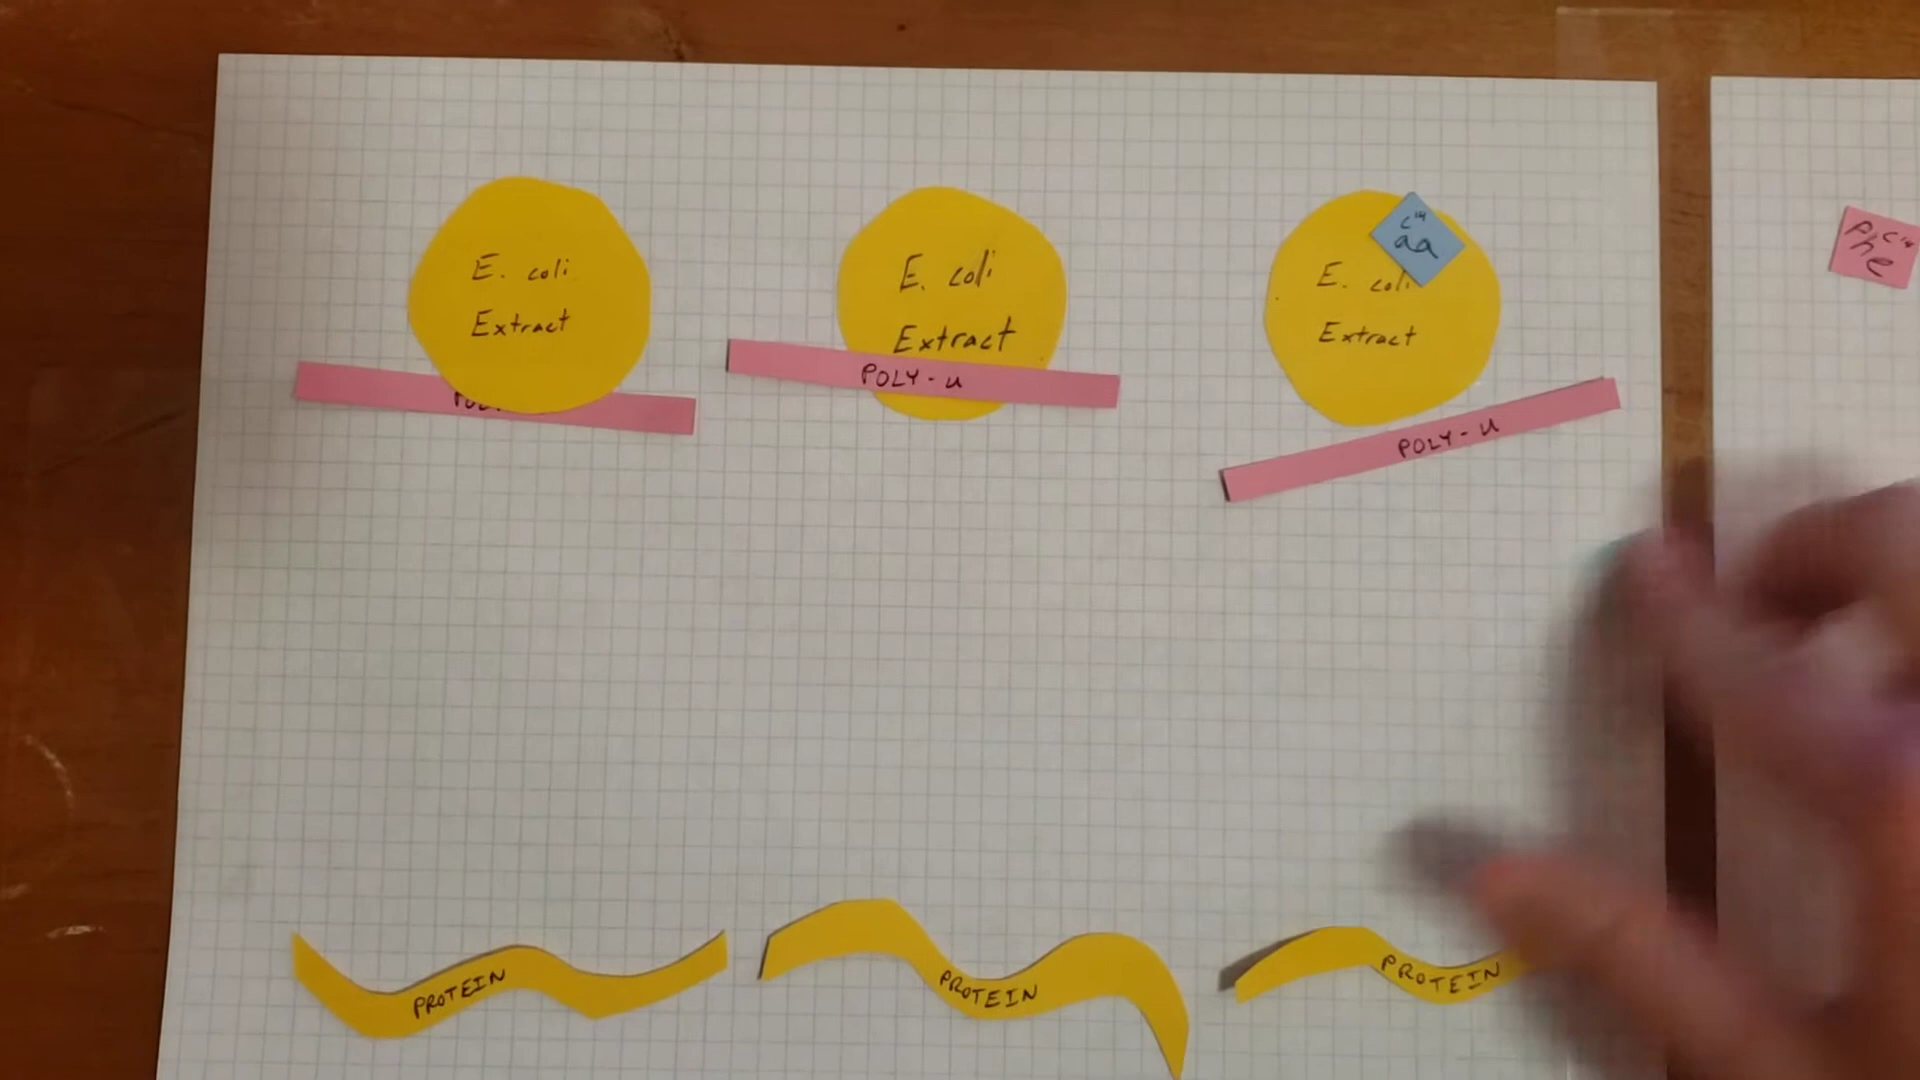 E. coli
Extract
E. coli
Extract
POLY-U
C14
aa
E. coli
Extract
POLY-U
Phe C14
PROTEIN
PROTEIN
PROTEIN